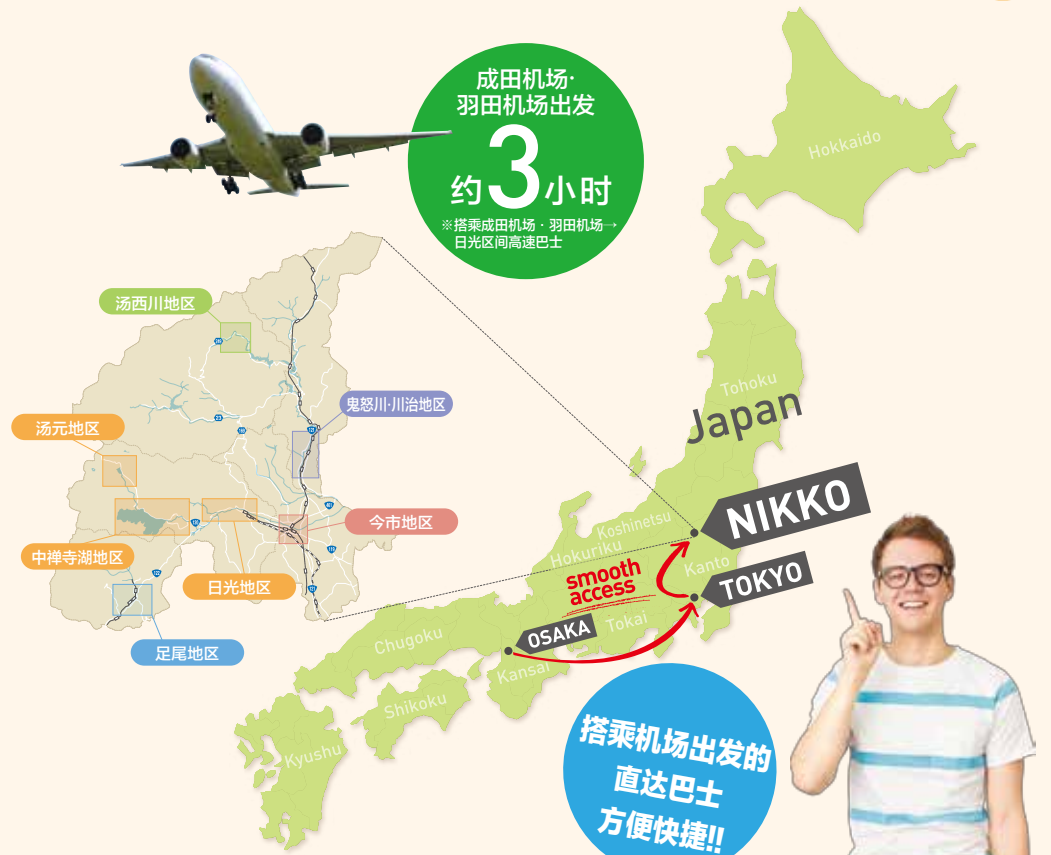 成田机场·
羽田机场出发
约3小时
※搭乘成田机场·羽田机场→
日光区间高速巴士
Hokkaido
汤西川地区
鬼怒川·川治地区
汤元地区
今市地区
中禅寺湖地区
日光地区
足尾地区
Tohoku
Japan
NIKKO
Koshinetsu
Hokuriku
Kanto
smooth
access
TOKYO
OSAKA
Tokai
Chugoku
Kansai
Shikoku
Kyushu
搭乘机场出发的
直达巴士
方便快捷!!